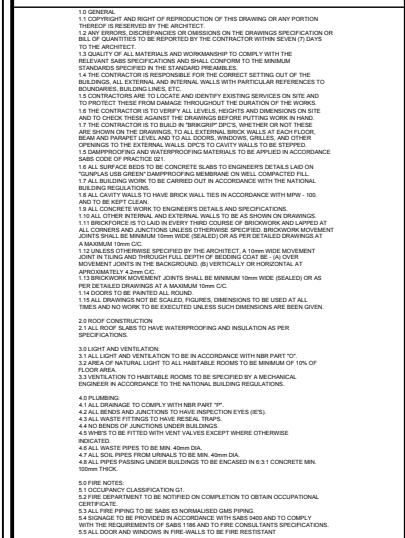 1.0 GENERAL
1.1 COPYRIGHT AND RIGHT OF REPRODUCTION OF THIS DRAWING OR ANY PORTION
THEREOF IS RESERVED BY THE ARCHITECT.
1.2 ANY ERRORS, DISCREPANCIES OR OMISSIONS ON THE DRAWINGS SPECIFICATION OR
BILL OF QUANTITIES TO BE REPORTED BY THE CONTRACTOR WITHIN SEVEN (7) DAYS
TO THE ARCHITECT.
1.3 QUALITY OF ALL MATERIALS AND WORKMANSHIP TO COMPLY WITH THE
RELEVANT SABS SPECIFICATIONS AND SHALL CONFORM TO THE MINIMUM
STANDARDS SPECIFIED IN THE STANDARD PREAMBLES.
1.4 THE CONTRACTOR IS RESPONSIBLE FOR THE CORRECT SETTING OUT OF THE
BUILDINGS, ALL EXTERNAL AND INTERNAL WALLS WITH PARTICULAR REFERENCES TO
BOUNDARIES, BUILDING LINES, ETC.
1.5 CONTRACTORS ARE TO LOCATE AND IDENTIFY EXISTING SERVICES ON SITE AND
TO PROTECT THESE FROM DAMAGE THROUGHOUT THE DURATION OF THE WORKS.
1.6 THE CONTRACTOR IS TO VERIFY ALL LEVELS, HEIGHTS AND DIMENSIONS ON SITE
AND TO CHECK THESE AGAINST THE DRAWINGS BEFORE PUTTING WORK IN HAND.
1.7 THE CONTRACTOR IS TO BUILD IN "BRIKGRIP" DPC'S, WHETHER OR NOT THESE
ARE SHOWN ON THE DRAWINGS, TO ALL EXTERNAL BRICK WALLS AT EACH FLOOR,
BEAM AND PARAPET LEVEL AND TO ALL DOORS, WINDOWS, GRILLES, AND OTHER
OPENINGS TO THE EXTERNAL WALLS. DPC'S TO CAVITY WALLS TO BE STEPPED.
1.5 DAMPPROOFING AND WATERPROOFING MATERIALS TO BE APPLIED IN ACCORDANCE
SABS CODE OF PRACTICE 021.
1.6 ALL SURFACE BEDS TO BE CONCRETE SLABS TO ENGINEER'S DETAILS LAID ON
"GUNPLAS USB GREEN" DAMPPROOFING MEMBRANE ON WELL COMPACTED FILL.
1.7 ALL BUILDING WORK TO BE CARRIED OUT IN ACCORDANCE WITH THE NATIONAL
BUILDING REGULATIONS.
1.8 ALL CAVITY WALLS TO HAVE BRICK WALL TIES IN ACCORDANCE WITH MPW - 100.
AND TO BE KEPT CLEAN.
1.9 ALL CONCRETE WORK TO ENGINEER'S DETAILS AND SPECIFICATIONS.
1.10 ALL OTHER INTERNAL AND EXTERNAL WALLS TO BE AS SHOWN ON DRAWINGS.
1.11 BRICKFORCE IS TO LAID IN EVERY THIRD COURSE OF BRICKWORK AND LAPPED AT
ALL CORNERS AND JUNCTIONS UNLESS OTHERWISE SPECIFIED. BRICKWORK MOVEMENT
JOINTS SHALL BE MINIMUM 10mm WIDE (SEALED) OR AS PER DETAILED DRAWINGS AT
A MAXIMUM 10mm C/C.
1.12 UNLESS OTHERWISE SPECIFIED BY THE ARCHITECT, A 10mm WIDE MOVEMENT
JOINT IN TILING AND THROUGH FULL DEPTH OF BEDDING COAT BE - (A) OVER
MOVEMENT JOINTS IN THE BACKGROUND. (B) VERTICALLY OR HORIZONTAL AT
APROXIMATELY 4.2mm C/C.
1.13 BRICKWORK MOVEMENT JOINTS SHALL BE MINIMUM 10mm WIDE (SEALED) OR AS
PER DETAILED DRAWINGS AT A MAXIMUM 10mm C/C.
1.14 DOORS TO BE PAINTED ALL ROUND.
1.15 ALL DRAWINGS NOT BE SCALED, FIGURES, DIMENSIONS TO BE USED AT ALL
TIMES AND NO WORK TO BE EXECUTED UNLESS SUCH DIMENSIONS ARE BEEN GIVEN.
2.0 ROOF CONSTRUCTION
2.1 ALL ROOF SLABS TO HAVE WATERPROOFING AND INSULATION AS PER
SPECIFICATIONS.
3.0 LIGHT AND VENTILATION:
3.1 ALL LIGHT AND VENTILATION TO BE IN ACCORDANCE WITH NBR PART "O".
3.2 AREA OF NATURAL LIGHT TO ALL HABITABLE ROOMS TO BE MINIMUM OF 10% OF
FLOOR AREA.
3.3 VENTILATION TO HABITABLE ROOMS TO BE SPECIFIED BY A MECHANICAL
ENGINEER IN ACCORDANCE TO THE NATIONAL BUILDING REGULATIONS.
4.0 PLUMBING:
4.1 ALL DRAINAGE TO COMPLY WITH NBR PART "P".
4.2 ALL BENDS AND JUNCTIONS TO HAVE INSPECTION EYES (IE'S).
4.3 ALL WASTE FITTINGS TO HAVE RESEAL TRAPS.
4.4 NO BENDS OF JUNCTIONS UNDER BUILDINGS.
4.5 WHB'S TO BE FITTED WITH VENT VALVES EXCEPT WHERE OTHERWISE
INDICATED.
4.6 ALL WASTE PIPES TO BE MIN. 40mm DIA.
4.7 ALL SOIL PIPES FROM URINALS TO BE MIN. 40mm DIA.
4.8 ALL PIPES PASSING UNDER BUILDINGS TO BE ENCASED IN 6:3:1 CONCRETE MIN.
100mm THICK.
5.0 FIRE NOTES:
5.1 OCCUPANCY CLASSIFICATION G1.
5.2 FIRE DEPARTMENT TO BE NOTIFIED ON COMPLETION TO OBTAIN OCCUPATIONAL
CERTIFICATE.
5.3 ALL FIRE PIPING TO BE SABS 63 NORMALISED GMS PIPING.
5.4 SIGNAGE TO BE PROVIDED IN ACCORDANCE WITH SABS 0400 AND TO COMPLY
WITH THE REQUIREMENTS OF SABS 1186 AND TO FIRE CONSULTANTS SPECIFICATIONS.
5.5 ALL DOOR AND WINDOWS IN FIRE-WALLS TO BE FIRE RESTISTANT